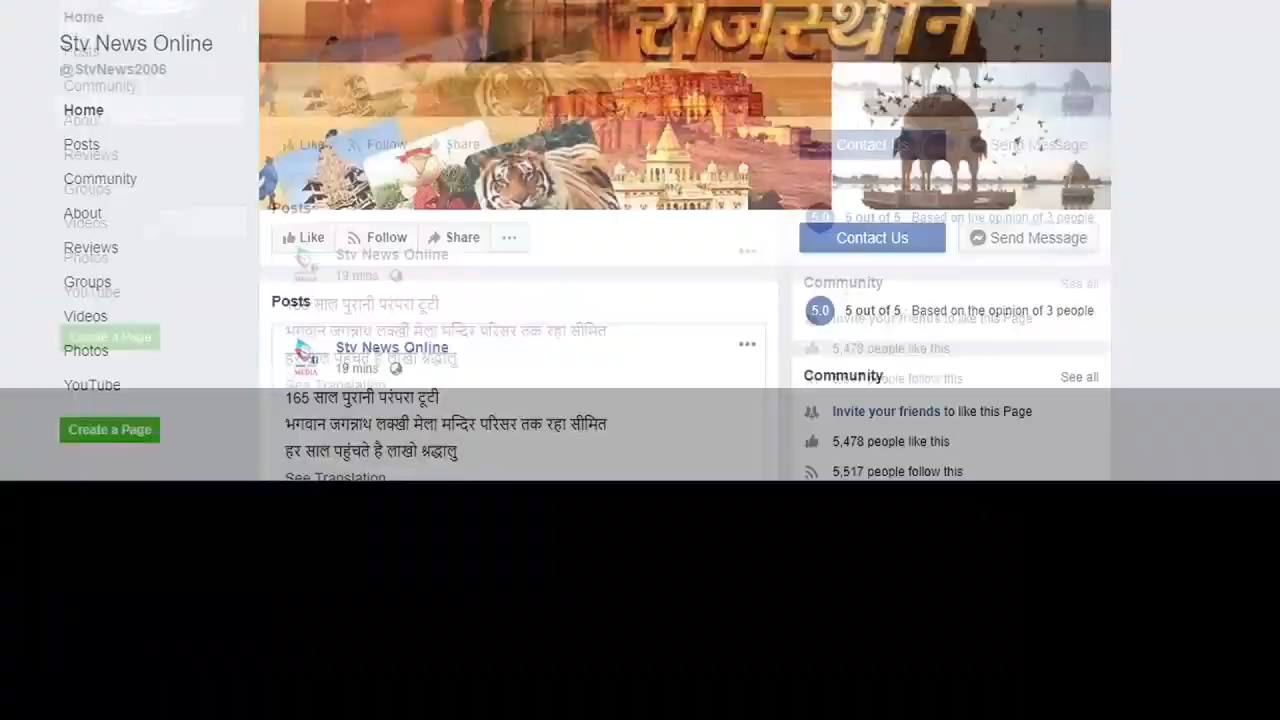 राजस्थान
Stv News Online
@StvNews2006
Home
Posts
Community
About
Reviews
Groups
Videos
Photos
YouTube
Create a Page
Like Follow Share ...
Contact Us Send Message
Posts
Stv News Online
19 mins
165 साल पुरानी परंपरा टूटी
भगवान जगन्नाथ लक्खी मेला मन्दिर परिसर तक रहा सीमित
हर साल पहुंचते है लाखो श्रद्धालु
See Translation
5.0 5 out of 5 · Based on the opinion of 3 people
Community See all
Invite your friends to like this Page
5,478 people like this
5,517 people follow this